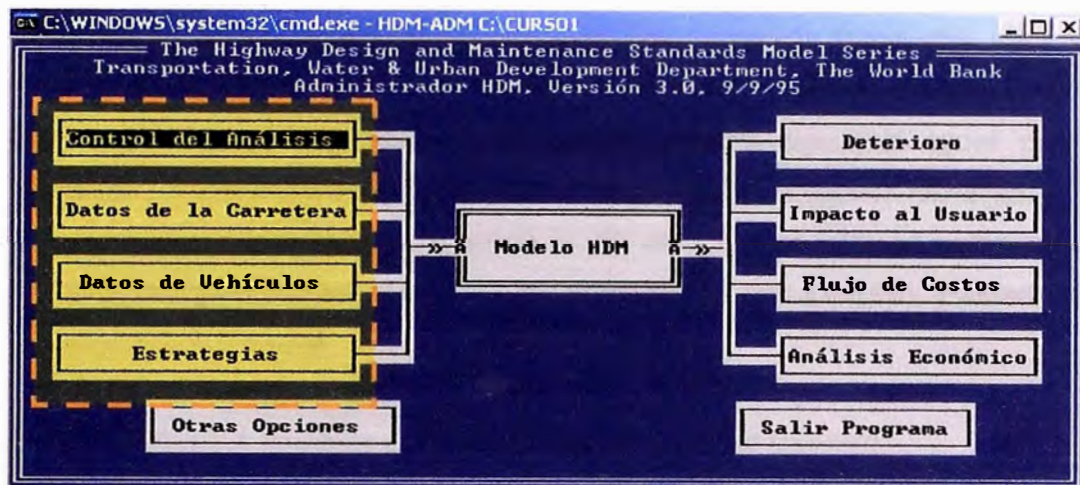 C:\WINDOWS\system32\cmd.exe - HDM-ADM C:\CURSO1
The Highway Design and Maintenance Standards Model Series
Transportation, Water & Urban Development Department, The World Bank
Administrador HDM, Versión 3.0, 9/9/95
Control del Análisis
Datos de la Carretera
Datos de Vehículos
Estrategias
Otras Opciones
» A Modelo HDM A »
Deterioro
Impacto al Usuario
Flujo de Costos
Análisis Económico
Salir Programa